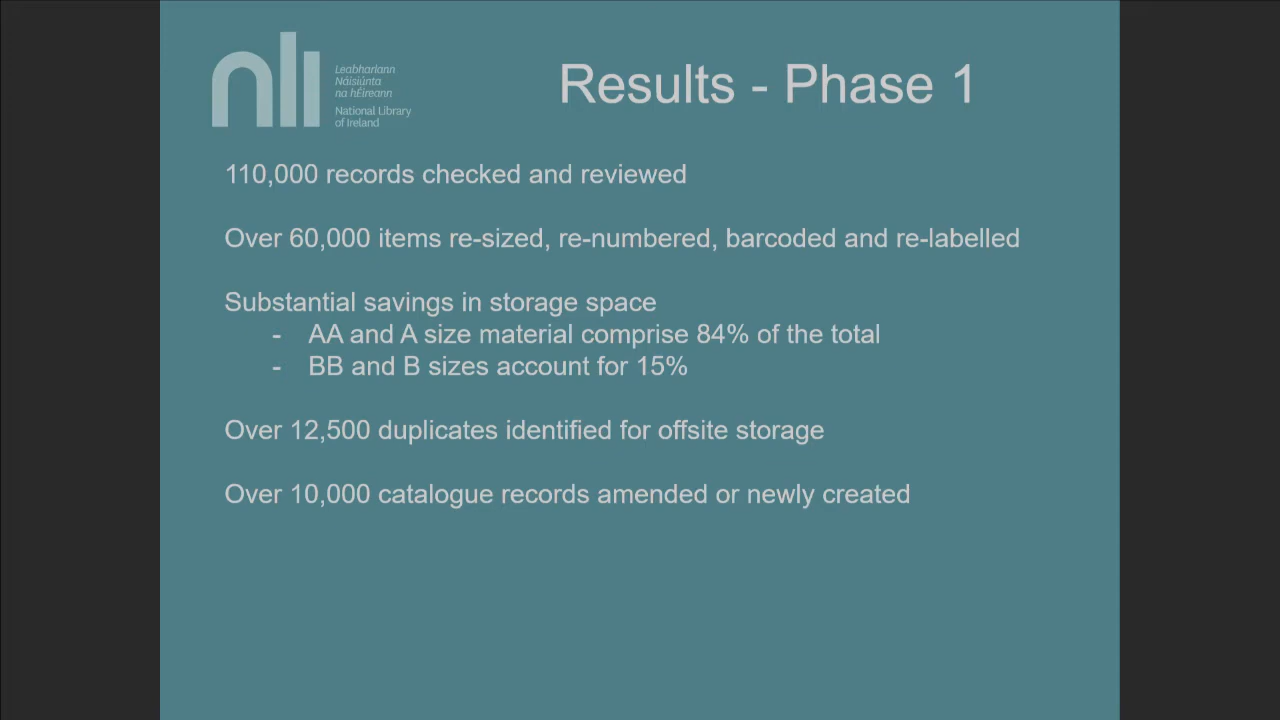 nli
Leabharlann
Náisiúnta
na hÉireann
National Library
of Ireland
Results - Phase 1
110,000 records checked and reviewed
Over 60,000 items re-sized, re-numbered, barcoded and re-labelled
Substantial savings in storage space
- AA and A size material comprise 84% of the total
- BB and B sizes account for 15%
Over 12,500 duplicates identified for offsite storage
Over 10,000 catalogue records amended or newly created